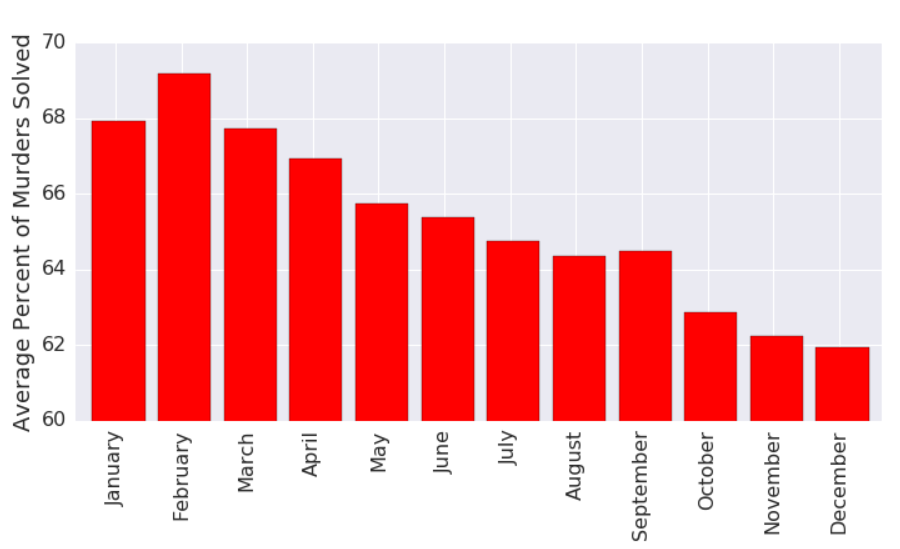 Average Percent of Murders Solved
70
68
66
64
62
60
January
February
March
April
May
June
July
August
September
October
November
December